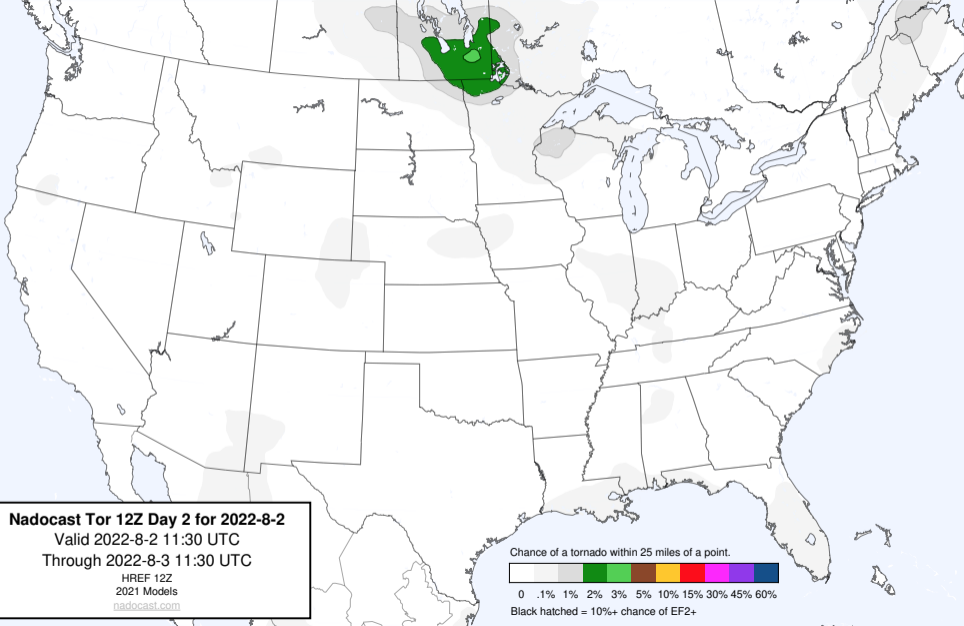 Nadocast Tor 12Z Day 2 for 2022-8-2
Valid 2022-8-2 11:30 UTC
Through 2022-8-3 11:30 UTC
HREF 12Z
2021 Models
nadocast.com
Chance of a tornado within 25 miles of a point.
0 .1% 1% 2% 3% 5% 10% 15% 30% 45% 60%
Black hatched = 10%+ chance of EF2+